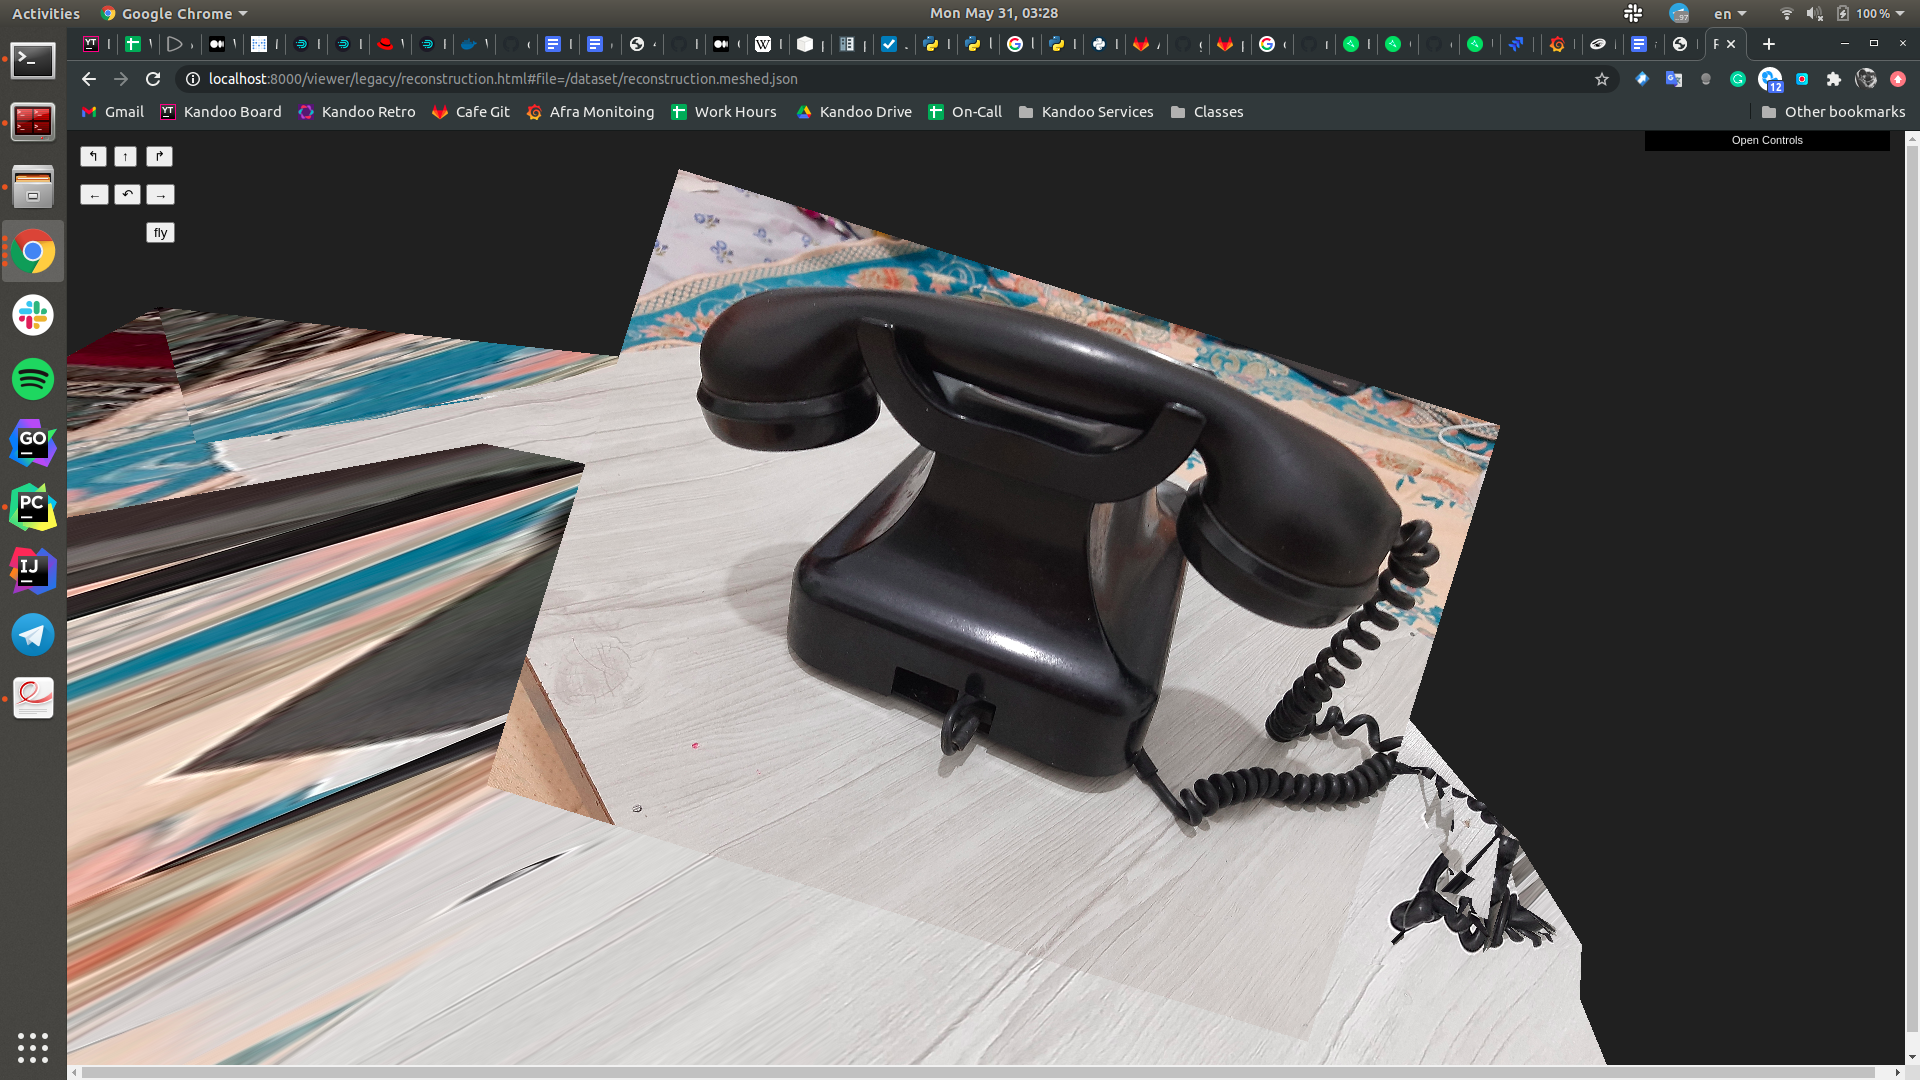 Activities Google Chrome Mon May 31, 03:28 en 100 %
localhost:8000/viewer/legacy/reconstruction.html#file=/dataset/reconstruction.meshed.json 12
Gmail Kandoo Board Kandoo Retro Cafe Git Afra Monitoing Work Hours Kandoo Drive On-Call Kandoo Services Classes Other bookmarks
Open Controls
fly
GO
PC
IJ